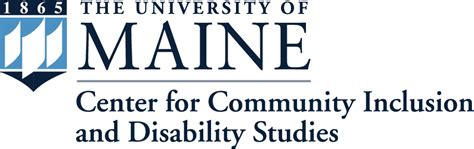 1865
THE UNIVERSITY OF
MAINE
Center for Community Inclusion
and Disability Studies